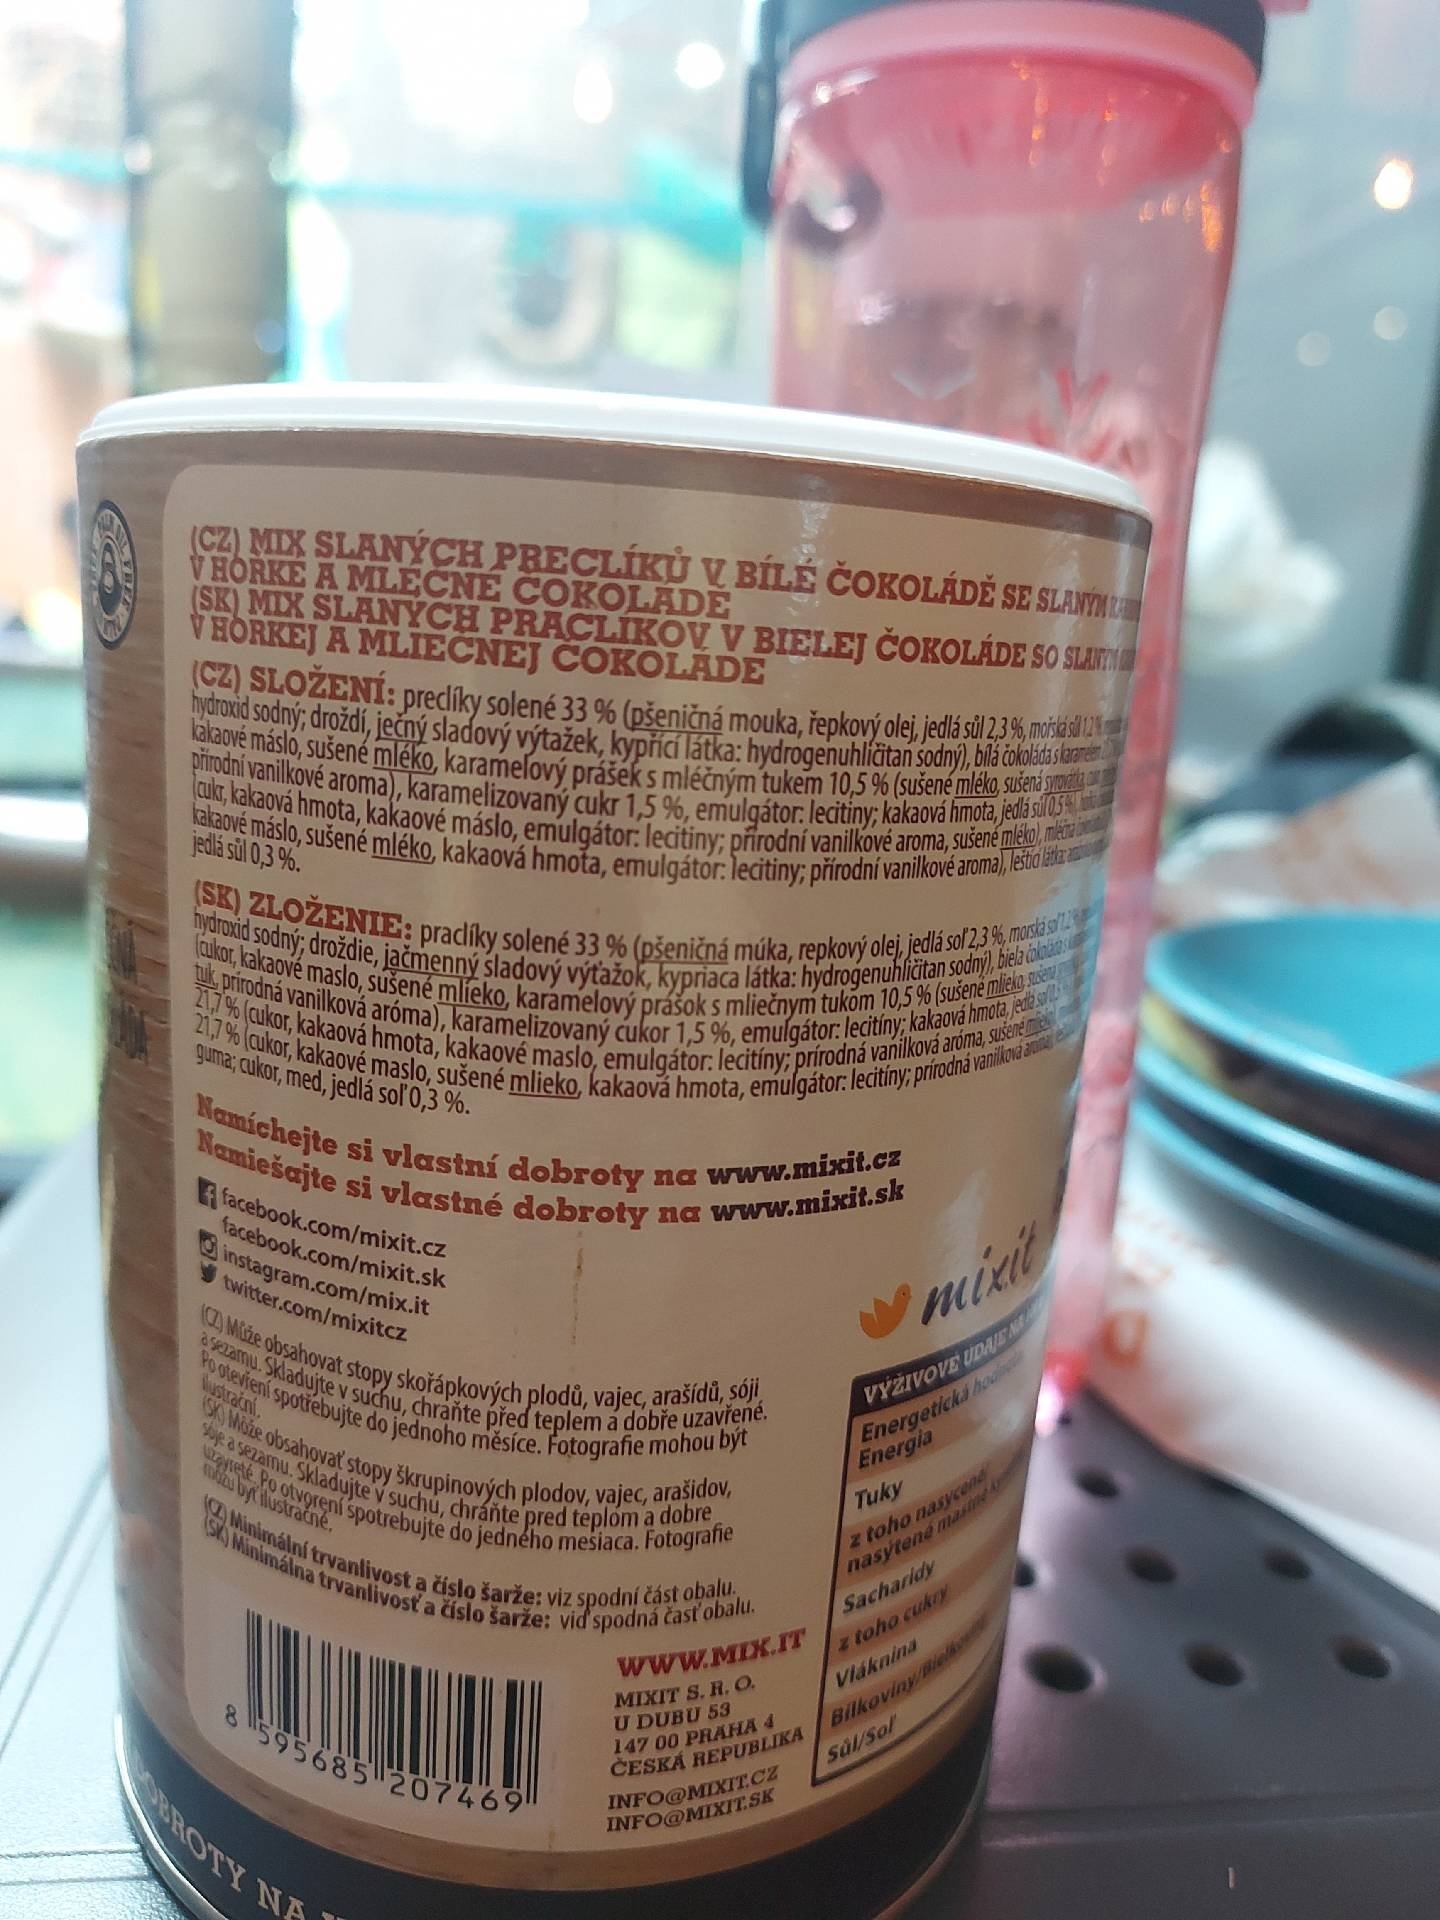 (CZ) MIX SLANÝCH PRECLÍKŮ V BÍLÉ ČOKOLÁDĚ SE SLANÝM
V HOŘKÉ A MLÉČNÉ ČOKOLÁDĚ
(SK) MIX SLANÝCH PRACLÍKOV V BIELEJ ČOKOLÁDE SO SLANÝM
V HORKEJ A MLIEČNEJ ČOKOLÁDE
(CZ) SLOŽENÍ: preclíky solené 33 % (pšeničná mouka, řepkový olej, jedlá sůl 2,3 %, mořská sůl 1,2 %
hydroxid sodný; droždí, ječný sladový výtažek, kypřící látka: hydrogenuhličitan sodný), bílá čokoláda s karamelem
kakaové máslo, sušené mléko, karamelový prášek s mléčným tukem 10,5 % (sušené mléko, sušená syrovátka,
přírodní vanilkové aroma), karamelizovaný cukr 1,5 %, emulgátor: lecitiny; kakaová hmota, jedlá sůl 0,5 %),
(cukr, kakaová hmota, kakaové máslo, emulgátor: lecitiny; přírodní vanilkové aroma, sušené mléko), mléčná
kakaové máslo, sušené mléko, kakaová hmota, emulgátor: lecitiny; přírodní vanilkové aroma), leštící látka:
jedlá sůl 0,3 %.
(SK) ZLOŽENIE: praclíky solené 33 % (pšeničná múka, repkový olej, jedlá soľ 2,3 %, morská soľ 1,2 %
hydroxid sodný; droždie, jačmenný sladový výťažok, kypriaca látka: hydrogenuhličitan sodný), biela čokoláda s
(cukor, kakaové maslo, sušené mlieko, karamelový prášok s mliečnym tukom 10,5 % (sušené mlieko, sušená
tuk, prírodná vanilková aróma), karamelizovaný cukor 1,5 %, emulgátor: lecitíny; kakaová hmota, jedlá soľ
21,7 % (cukor, kakaová hmota, kakaové maslo, emulgátor: lecitíny; prírodná vanilková aróma, sušené
21,7 % (cukor, kakaové maslo, sušené mlieko, kakaová hmota, emulgátor: lecitíny; prírodná vanilková
guma; cukor, med, jedlá soľ 0,3 %.
Namíchejte si vlastní dobroty na www.mixit.cz
Namiešajte si vlastné dobroty na www.mixit.sk
facebook.com/mixit.cz
facebook.com/mixit.sk
instagram.com/mix.it
twitter.com/mixitcz
mixit
(CZ) Může obsahovat stopy skořápkových plodů, vajec, arašídů, sóji
a sezamu. Skladujte v suchu, chraňte před teplem a dobře uzavřené.
Po otevření spotřebujte do jednoho měsíce. Fotografie mohou být
ilustrační.
(SK) Môže obsahovať stopy škrupinových plodov, vajec, arašidov,
sóje a sezamu. Skladujte v suchu, chráňte pred teplom a dobre
uzavreté. Po otvorení spotrebujte do jedného mesiaca. Fotografie
môžu byť ilustračné.
(CZ) Minimální trvanlivost a číslo šarže: viz spodní část obalu.
(SK) Minimálna trvanlivosť a číslo šarže: viď spodná časť obalu.
VÝŽIVOVÉ ÚDAJE NA
Energetická
Energia
Tuky
z toho nasycené
nasýtené mastné
Sacharidy
z toho cukry
Vláknina
Bílkoviny/
Sůl/Soľ
8 595685 207469
WWW.MIX.IT
MIXIT S. R. O.
U DUBU 53
147 00 PRAHA 4
ČESKÁ REPUBLIKA
INFO@MIXIT.CZ
INFO@MIXIT.SK
DOBROTY NA